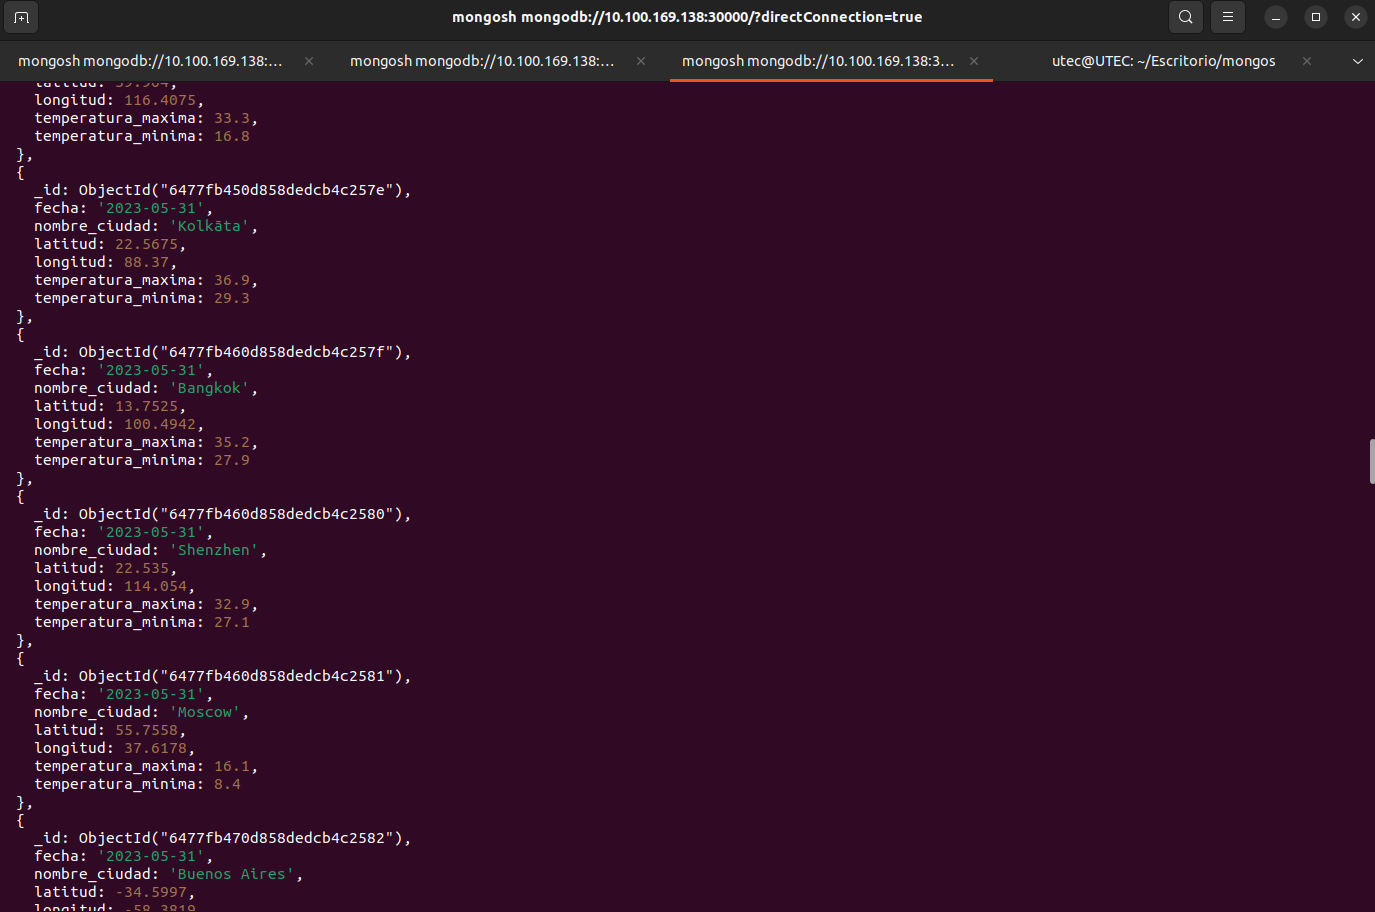 mongosh mongodb://10.100.169.138:30000/?directConnection=true
mongosh mongodb://10.100.169.138:... mongosh mongodb://10.100.169.138:... mongosh mongodb://10.100.169.138:3... utec@UTEC: ~/Escritorio/mongos
latitud: 39.904,
longitud: 116.4075,
temperatura_maxima: 33.3,
temperatura_minima: 16.8
},
{
_id: ObjectId("6477fb450d858dedcb4c257e"),
fecha: '2023-05-31',
nombre_ciudad: 'Kolkāta',
latitud: 22.5675,
longitud: 88.37,
temperatura_maxima: 36.9,
temperatura_minima: 29.3
},
{
_id: ObjectId("6477fb460d858dedcb4c257f"),
fecha: '2023-05-31',
nombre_ciudad: 'Bangkok',
latitud: 13.7525,
longitud: 100.4942,
temperatura_maxima: 35.2,
temperatura_minima: 27.9
},
{
_id: ObjectId("6477fb460d858dedcb4c2580"),
fecha: '2023-05-31',
nombre_ciudad: 'Shenzhen',
latitud: 22.535,
longitud: 114.054,
temperatura_maxima: 32.9,
temperatura_minima: 27.1
},
{
_id: ObjectId("6477fb460d858dedcb4c2581"),
fecha: '2023-05-31',
nombre_ciudad: 'Moscow',
latitud: 55.7558,
longitud: 37.6178,
temperatura_maxima: 16.1,
temperatura_minima: 8.4
},
{
_id: ObjectId("6477fb470d858dedcb4c2582"),
fecha: '2023-05-31',
nombre_ciudad: 'Buenos Aires',
latitud: -34.5997,
longitud: -58.3819